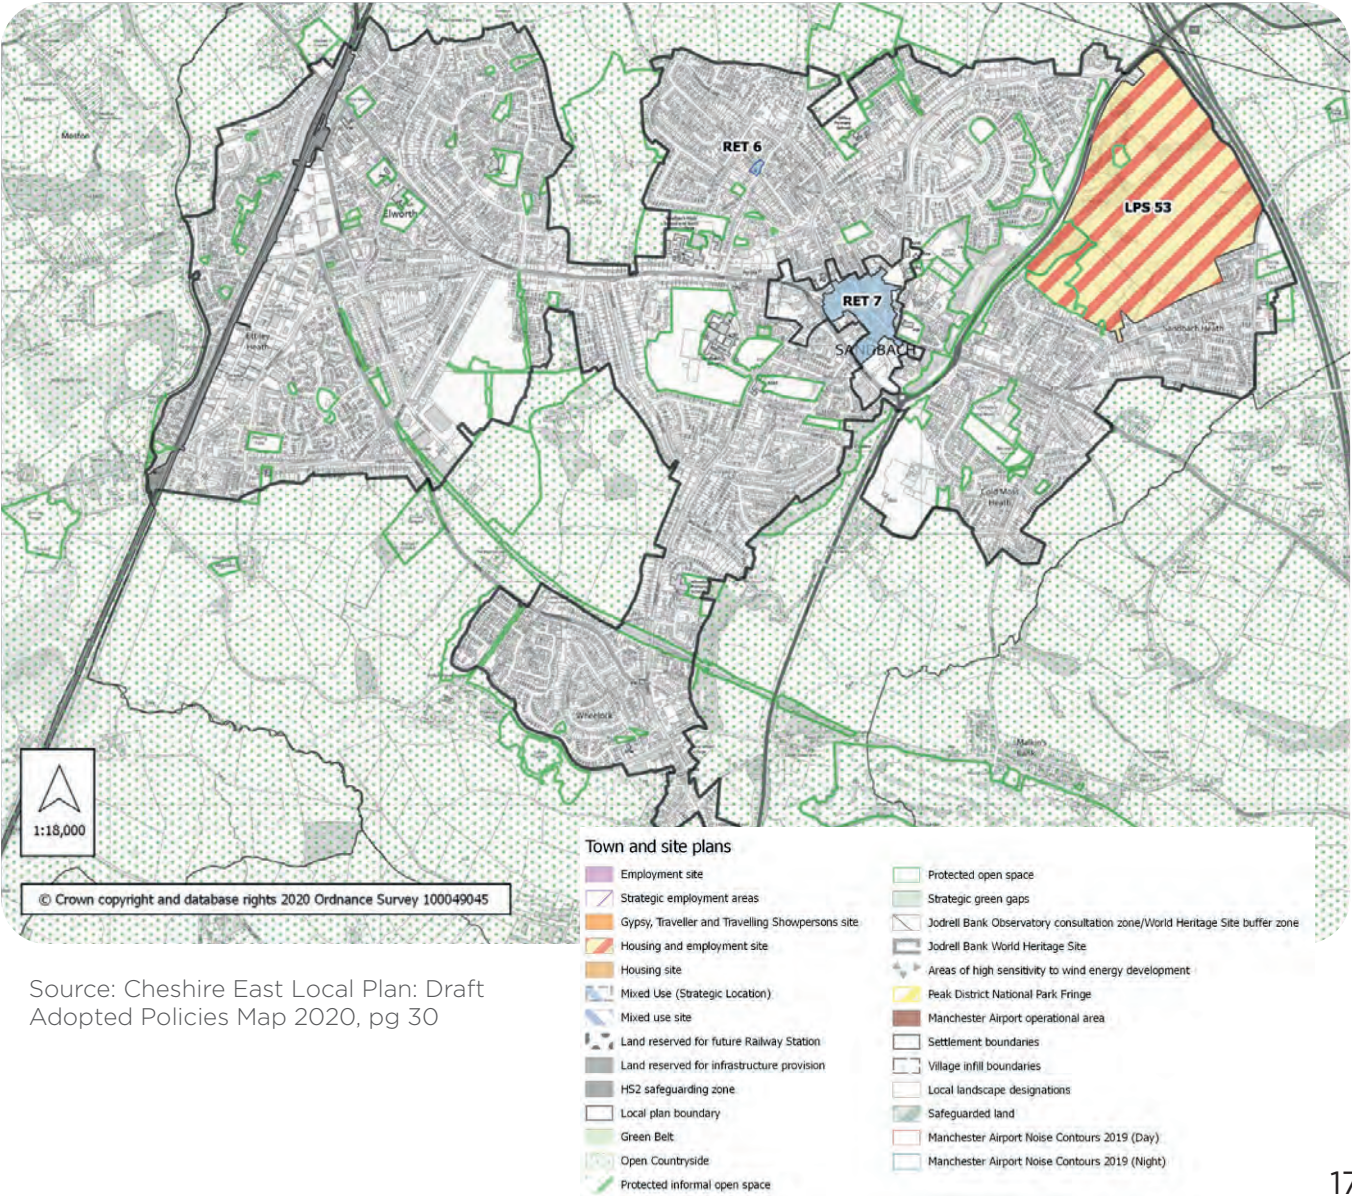 Moston
RET 6
LPS 53
Elworth
RET 7
SANDBACH
Sandbach Heath
Ettiley
Heath
Wheelock
Malkin's
Bank
1:18,000
© Crown copyright and database rights 2020 Ordnance Survey 100049045
Town and site plans
Employment site
Strategic employment areas
Gypsy, Traveller and Travelling Showpersons site
Housing and employment site
Housing site
Mixed Use (Strategic Location)
Mixed use site
Land reserved for future Railway Station
Land reserved for infrastructure provision
HS2 safeguarding zone
Local plan boundary
Green Belt
Open Countryside
Protected informal open space
Protected open space
Strategic green gaps
Jodrell Bank Observatory consultation zone/World Heritage Site buffer zone
Jodrell Bank World Heritage Site
Areas of high sensitivity to wind energy development
Peak District National Park Fringe
Manchester Airport operational area
Settlement boundaries
Village infill boundaries
Local landscape designations
Safeguarded land
Manchester Airport Noise Contours 2019 (Day)
Manchester Airport Noise Contours 2019 (Night)
Source: Cheshire East Local Plan: Draft
Adopted Policies Map 2020, pg 30
17